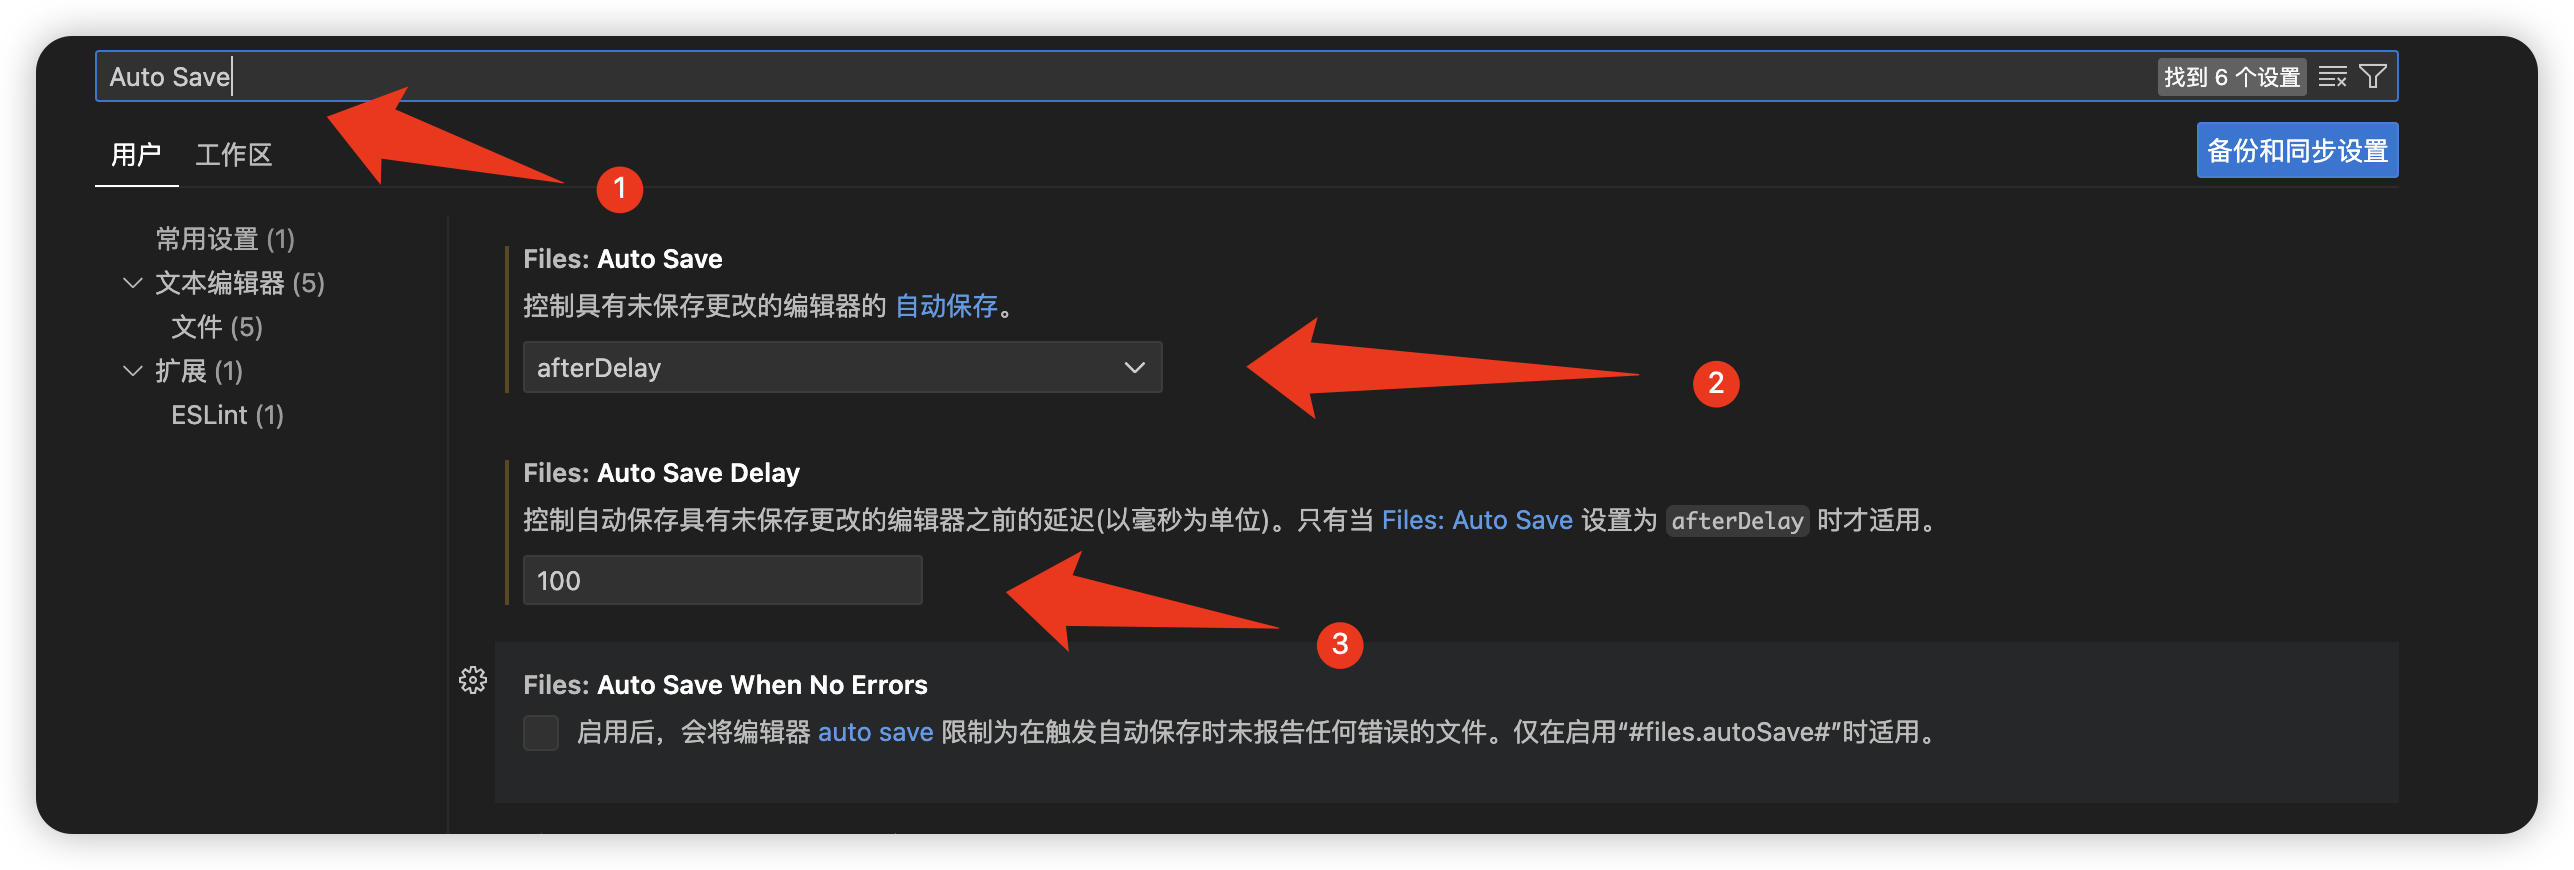 Auto Save
找到 6 个设置
用户 工作区
备份和同步设置
1
常用设置 (1)
文本编辑器 (5)
文件 (5)
扩展 (1)
ESLint (1)
Files: Auto Save
控制具有未保存更改的编辑器的 自动保存。
afterDelay
2
Files: Auto Save Delay
控制自动保存具有未保存更改的编辑器之前的延迟(以毫秒为单位)。只有当 Files: Auto Save 设置为 afterDelay 时才适用。
100
3
Files: Auto Save When No Errors
启用后，会将编辑器 auto save 限制为在触发自动保存时未报告任何错误的文件。仅在启用“#files.autoSave#”时适用。